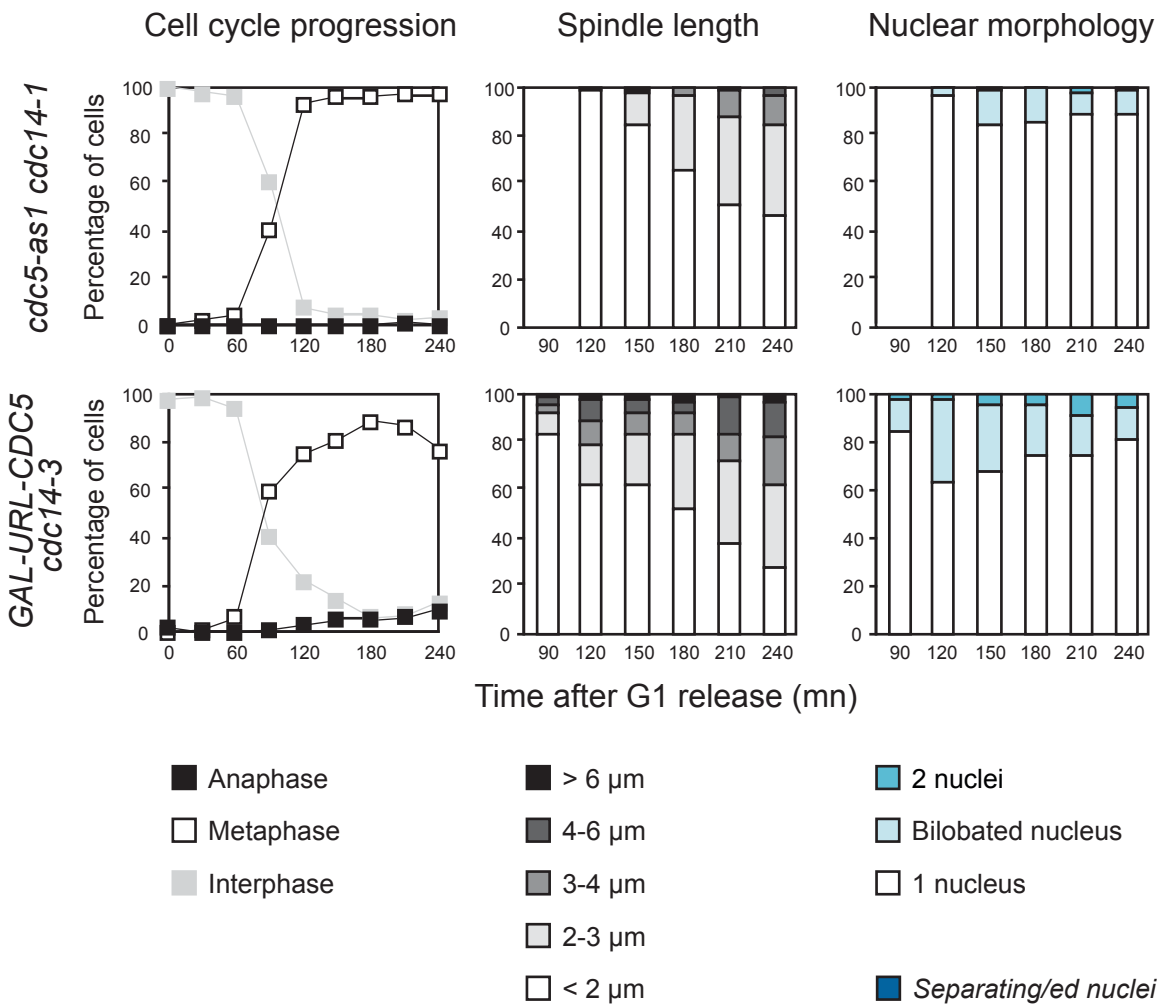 Cell cycle progression
Spindle length
Nuclear morphology
cdc5-as1 cdc14-1
Percentage of cells
100
80
60
40
20
0
0 60 120 180 240
100
80
60
40
20
0
90 120 150 180 210 240
100
80
60
40
20
0
90 120 150 180 210 240
GAL-URL-CDC5
cdc14-3
Percentage of cells
100
80
60
40
20
0
0 60 120 180 240
100
80
60
40
20
0
90 120 150 180 210 240
100
80
60
40
20
0
90 120 150 180 210 240
Time after G1 release (mn)
Anaphase
Metaphase
Interphase
> 6 µm
4-6 µm
3-4 µm
2-3 µm
< 2 µm
2 nuclei
Bilobated nucleus
1 nucleus
Separating/ed nuclei